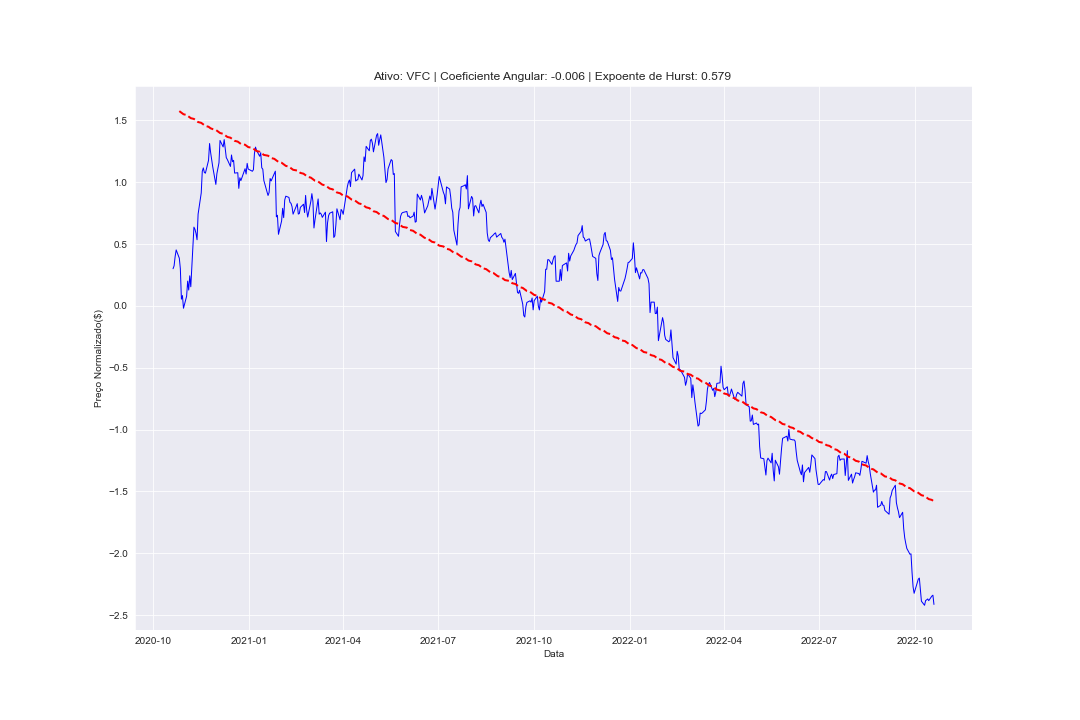 Ativo: VFC | Coeficiente Angular: -0.006 | Expoente de Hurst: 0.579
Preço Normalizado($)
1.5
1.0
0.5
0.0
−0.5
−1.0
−1.5
−2.0
−2.5
2020-10 2021-01 2021-04 2021-07 2021-10 2022-01 2022-04 2022-07 2022-10
Data